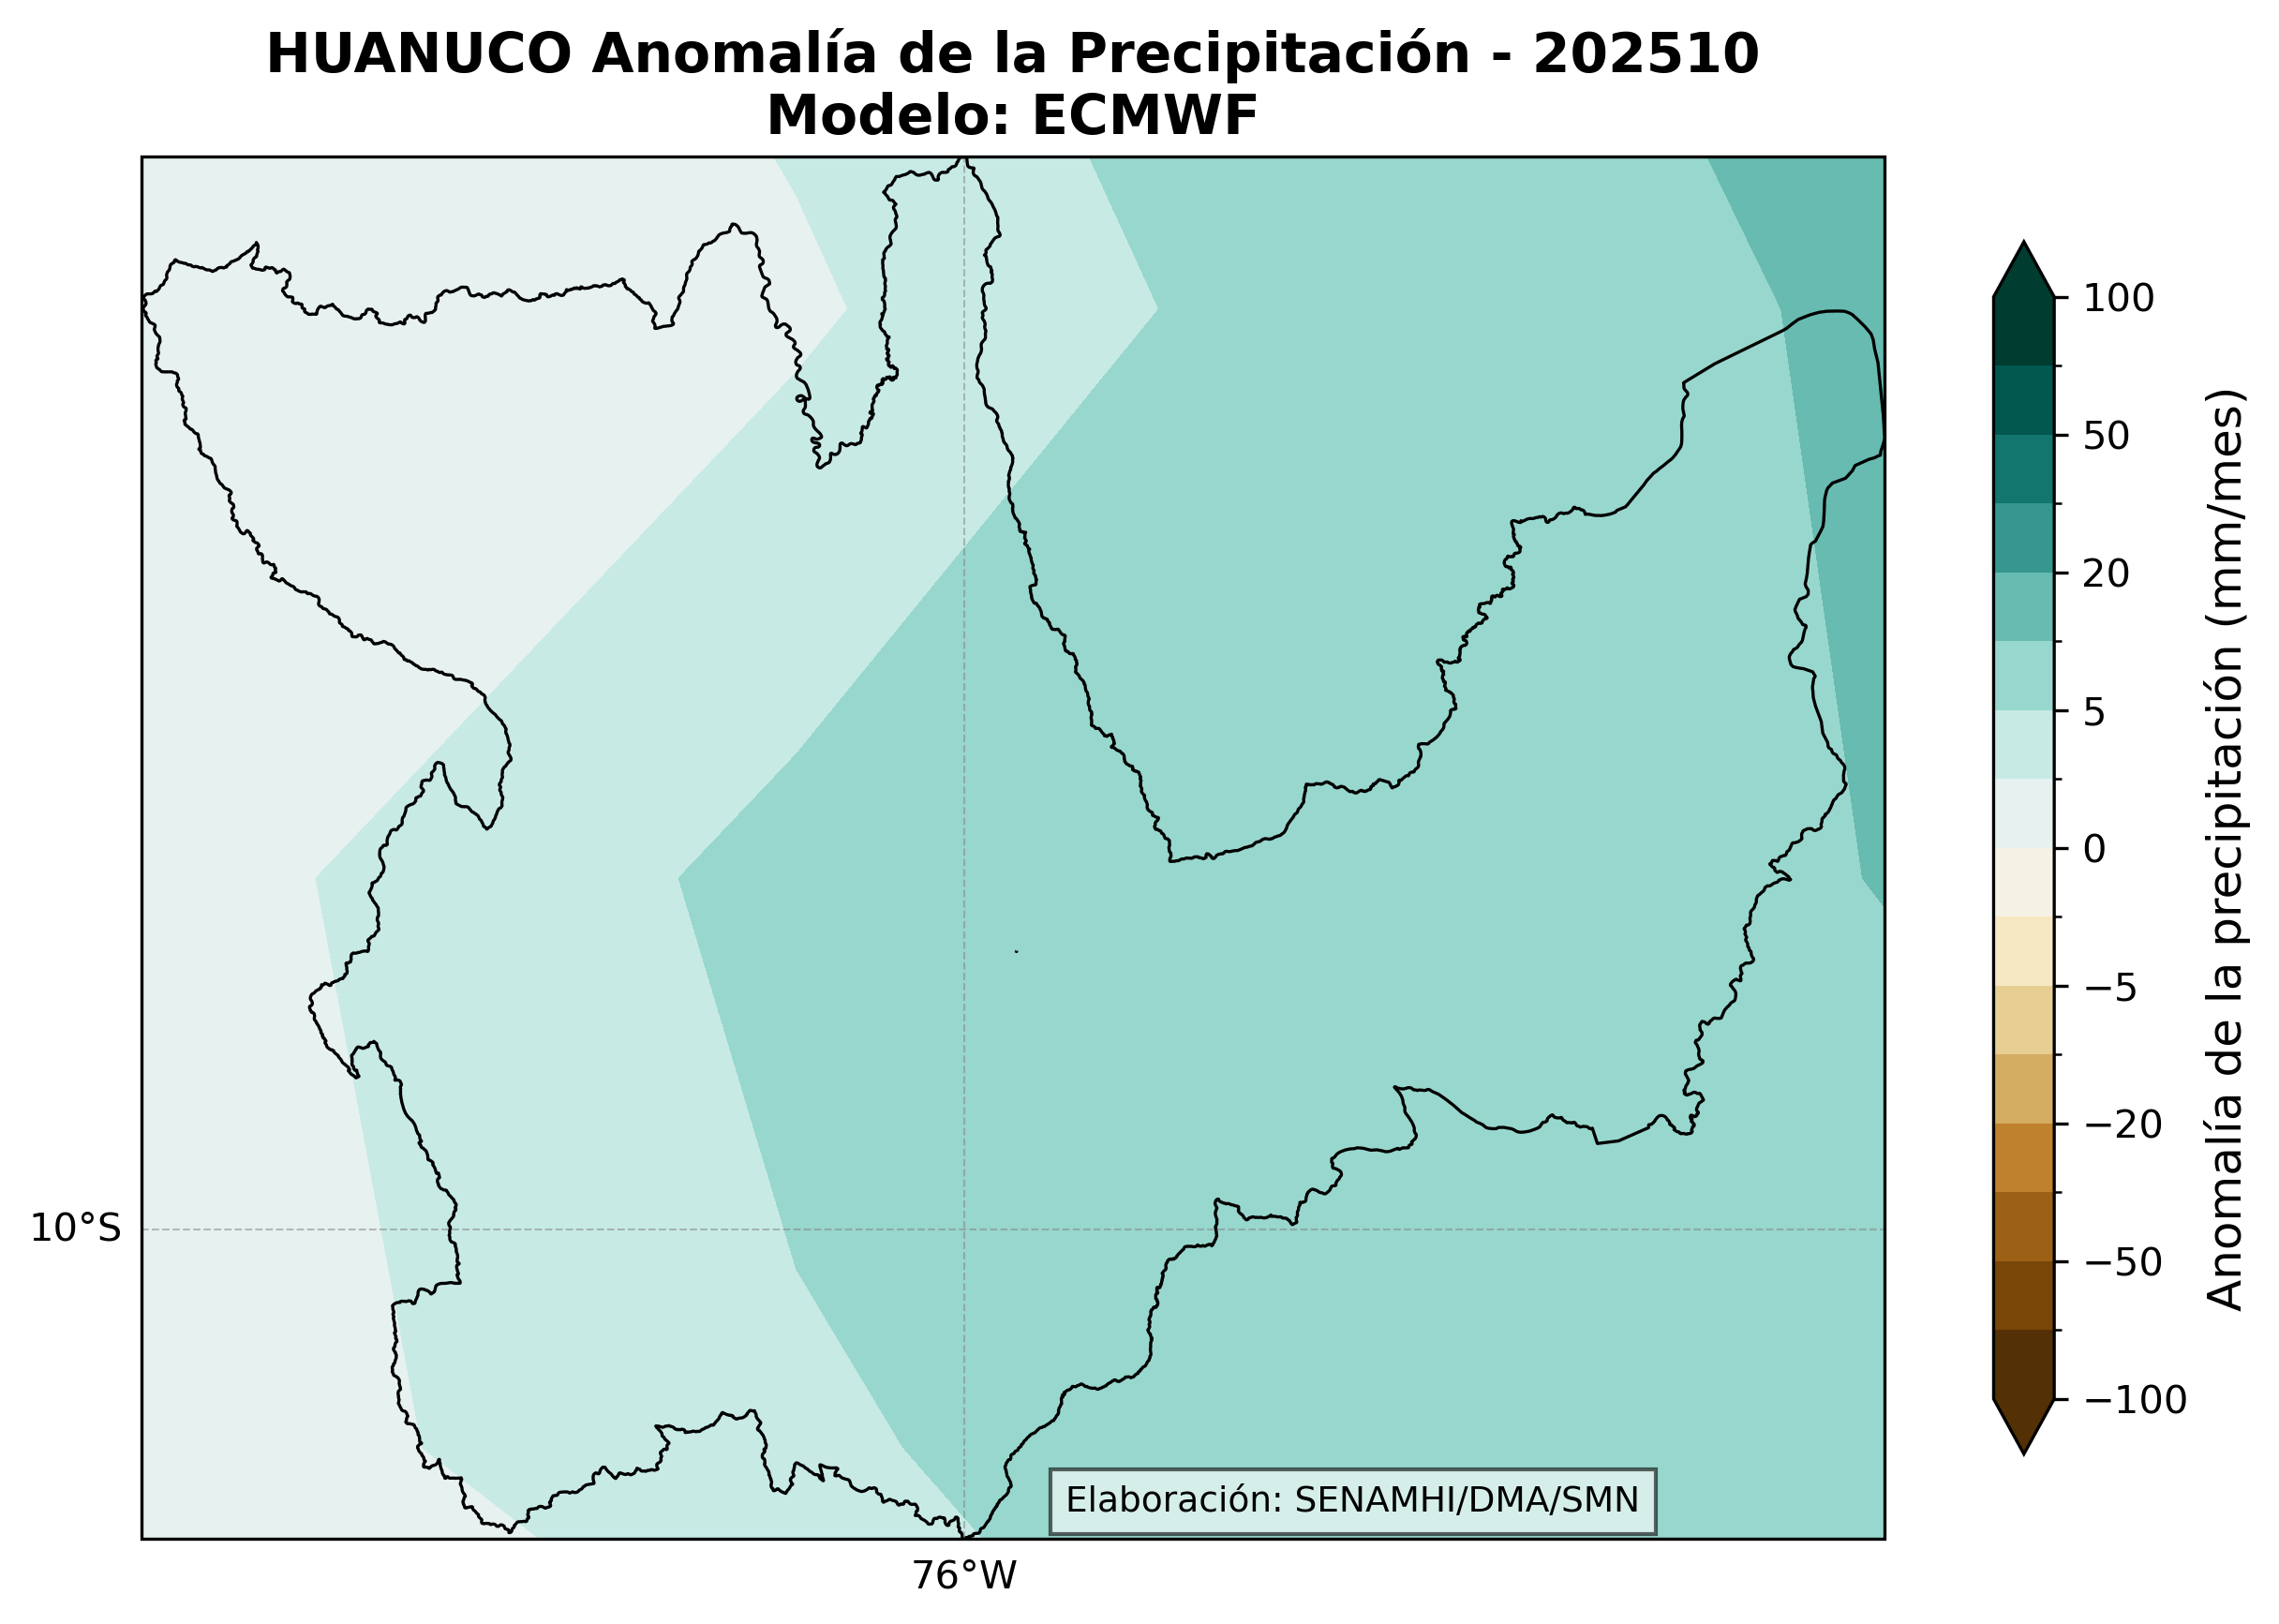 HUANUCO Anomalía de la Precipitación - 202510
Modelo: ECMWF
100
50
20
5
0
−5
−20
−50
−100
Anomalía de la precipitación (mm/mes)
10°S
76°W
Elaboración: SENAMHI/DMA/SMN